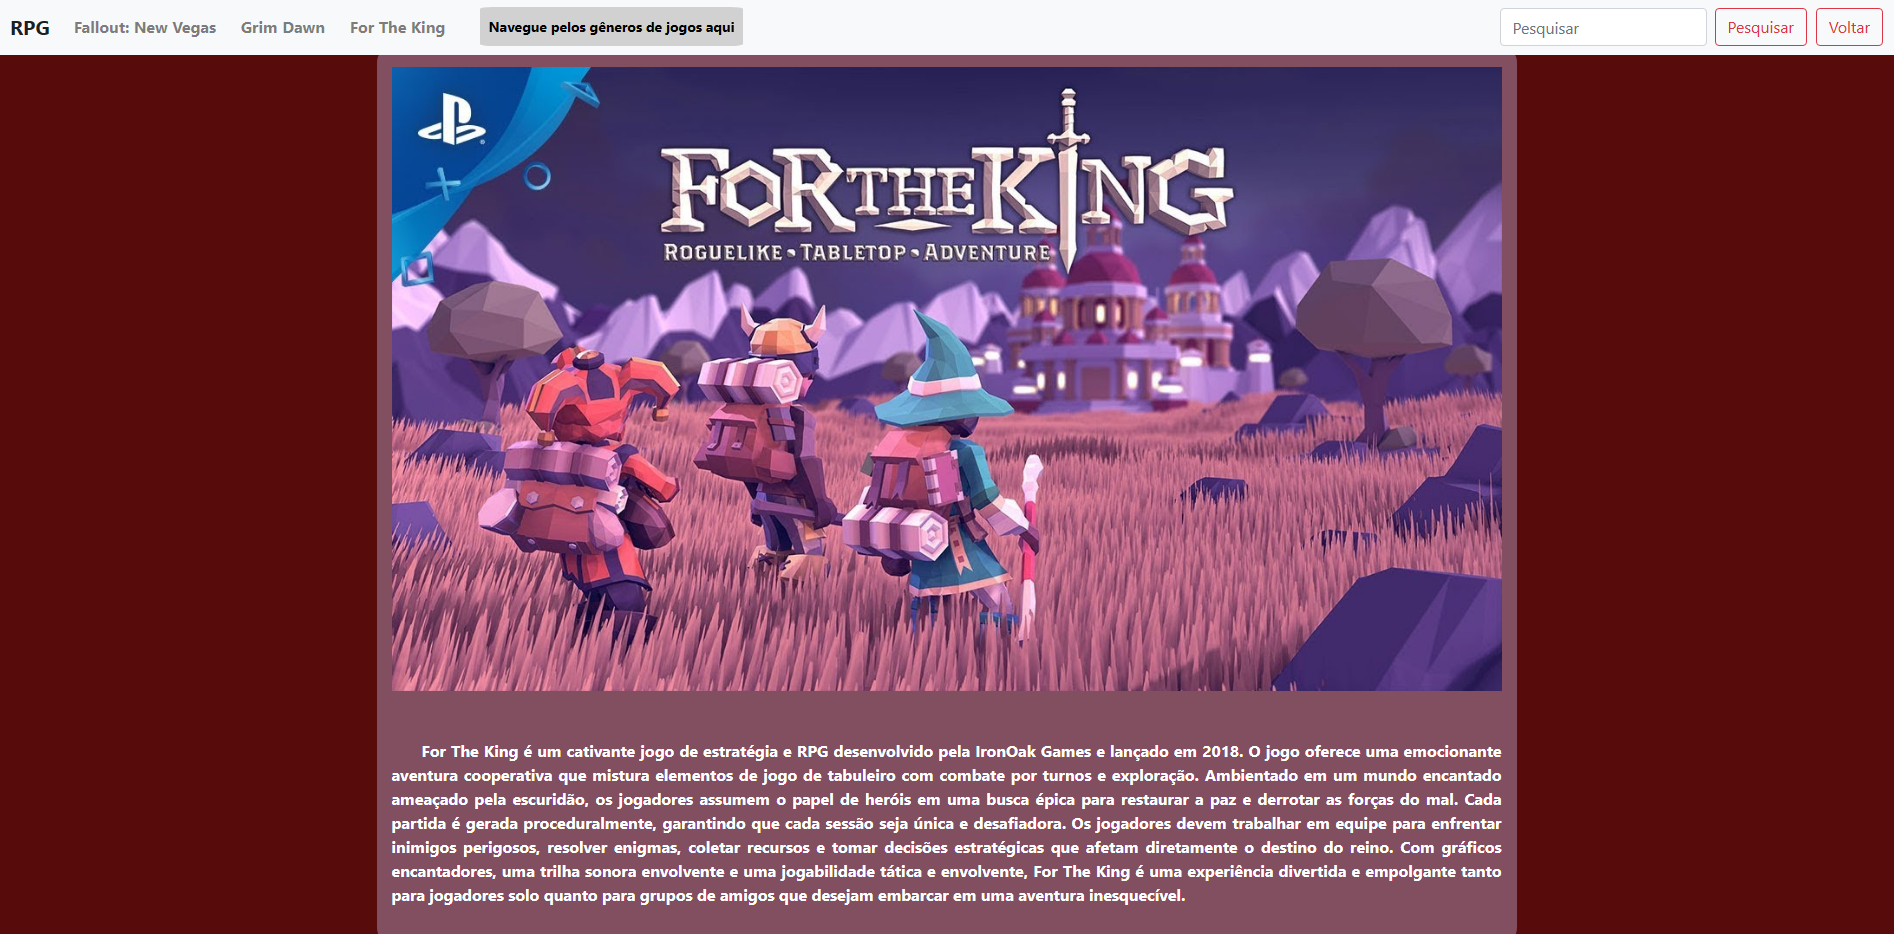 RPG Fallout: New Vegas Grim Dawn For The King Navegue pelos gêneros de jogos aqui Pesquisar Pesquisar Voltar
FOR THE KING
ROGUELIKE • TABLETOP • ADVENTURE
For The King é um cativante jogo de estratégia e RPG desenvolvido pela IronOak Games e lançado em 2018. O jogo oferece uma emocionante
aventura cooperativa que mistura elementos de jogo de tabuleiro com combate por turnos e exploração. Ambientado em um mundo encantado
ameaçado pela escuridão, os jogadores assumem o papel de heróis em uma busca épica para restaurar a paz e derrotar as forças do mal. Cada
partida é gerada proceduralmente, garantindo que cada sessão seja única e desafiadora. Os jogadores devem trabalhar em equipe para enfrentar
inimigos perigosos, resolver enigmas, coletar recursos e tomar decisões estratégicas que afetam diretamente o destino do reino. Com gráficos
encantadores, uma trilha sonora envolvente e uma jogabilidade tática e envolvente, For The King é uma experiência divertida e empolgante tanto
para jogadores solo quanto para grupos de amigos que desejam embarcar em uma aventura inesquecível.